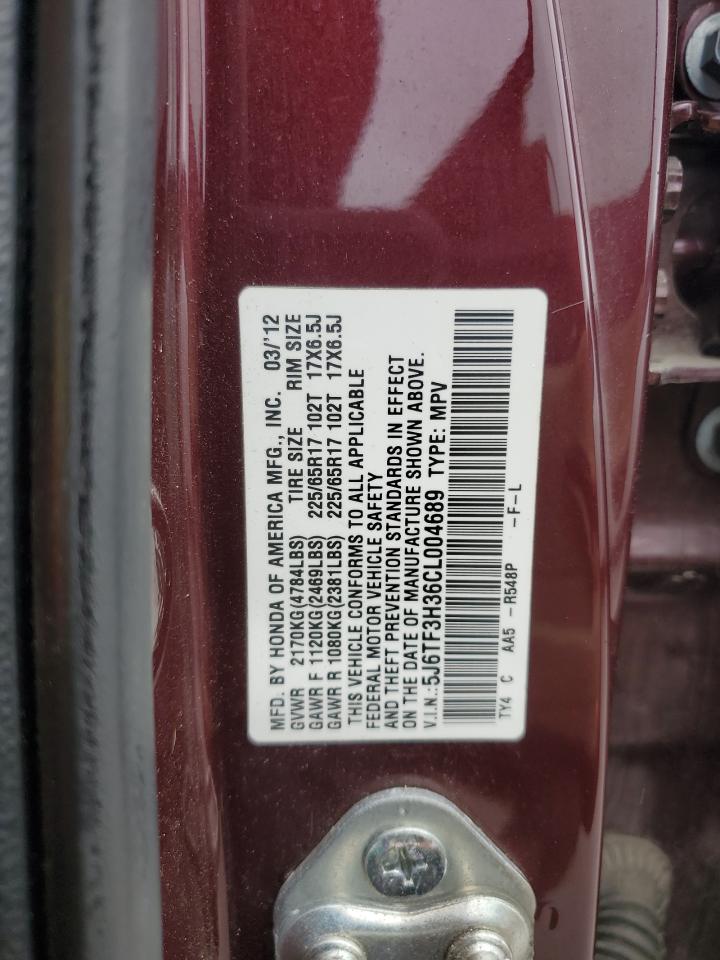 MFD. BY HONDA OF AMERICA MFG., INC. 03/'12
GVWR 2170KG(4784LBS) TIRE SIZE RIM SIZE
GAWR F 1120KG(2469LBS) 225/65R17 102T 17X6.5J
GAWR R 1080KG(2381LBS) 225/65R17 102T 17X6.5J
THIS VEHICLE CONFORMS TO ALL APPLICABLE
FEDERAL MOTOR VEHICLE SAFETY
AND THEFT PREVENTION STANDARDS IN EFFECT
ON THE DATE OF MANUFACTURE SHOWN ABOVE.
V.I.N.:5J6TF3H36CL004689 TYPE: MPV
TY4 C AA5 -R548P -F-L